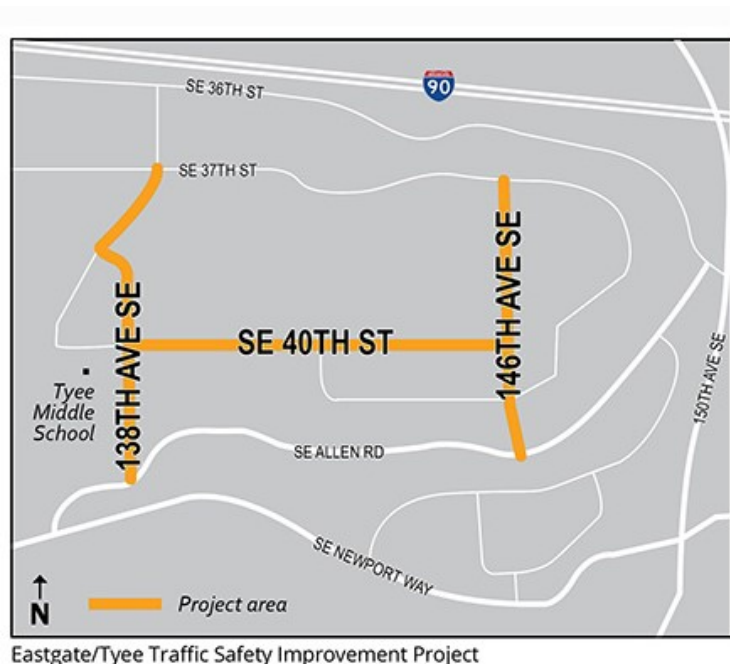 90
SE 36TH ST
SE 37TH ST
146TH AVE SE
138TH AVE SE
SE 40TH ST
150TH AVE SE
Tyee
Middle
School
SE ALLEN RD
SE NEWPORT WAY
N
Project area
Eastgate/Tyee Traffic Safety Improvement Project